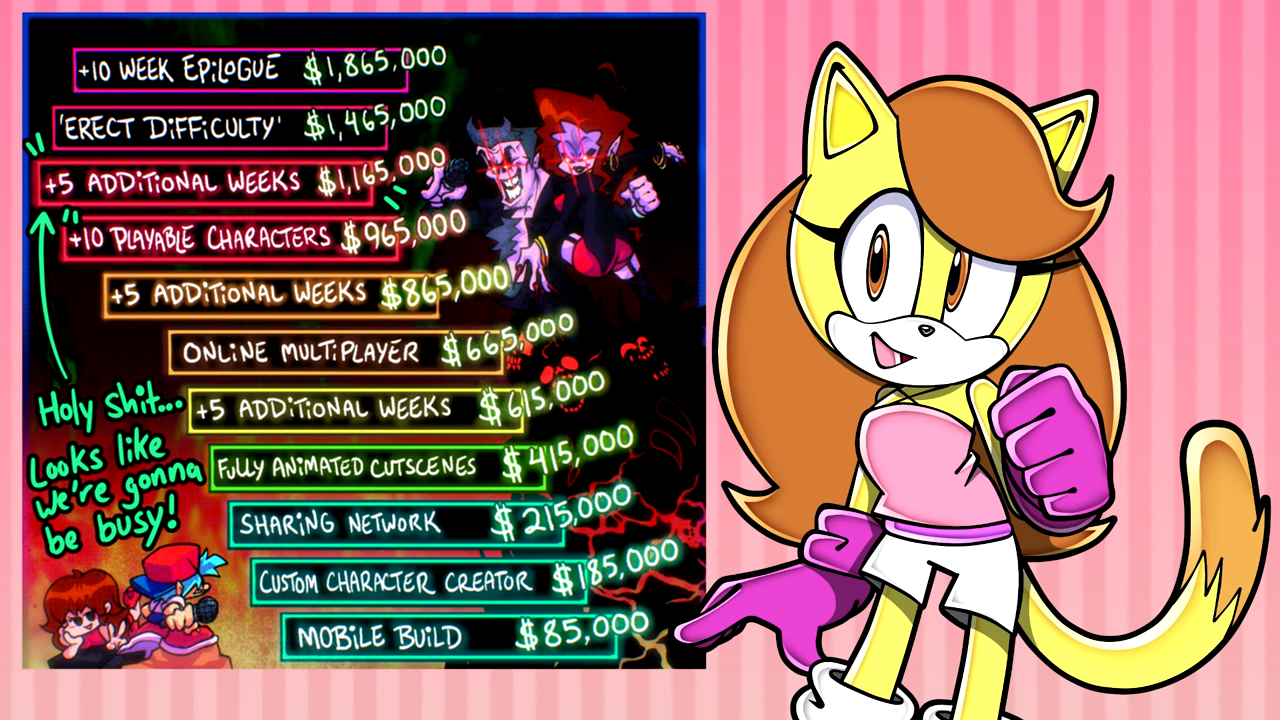 +10 WEEK EPiLOGUE $1,865,000
'ERECT DiFFiCULTY' $1,465,000
+5 ADDiTiONAL WEEKS $1,165,000
+10 PLAYABLE CHARACTERS $965,000
+5 ADDiTiONAL WEEKS $865,000
ONLiNE MULTiPLAYER $665,000
+5 ADDiTiONAL WEEKS $615,000
FULLY ANiMATED CUTSCENES $415,000
SHARiNG NETWORK $215,000
CUSTOM CHARACTER CREATOR $185,000
MOBiLE BUiLD $85,000
Holy shit...
Looks like
we're gonna
be busy!